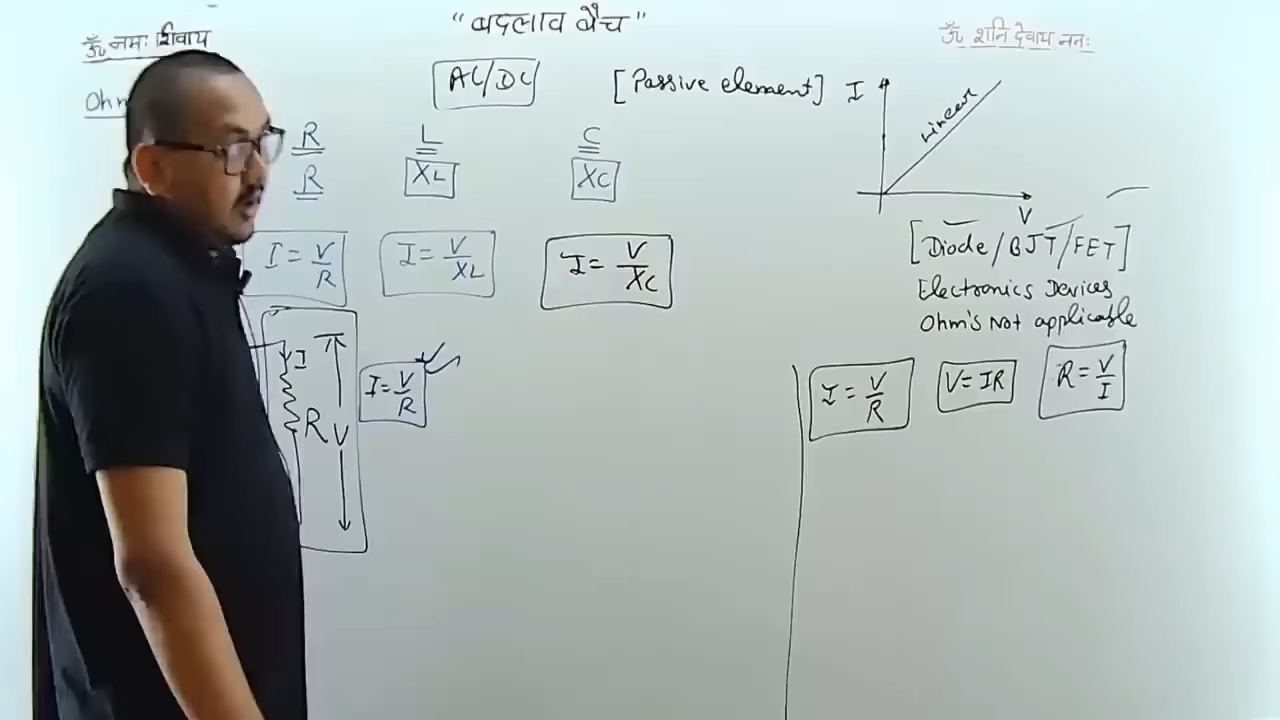 ॐ नमः शिवाय
"बदलाव बैच"
ॐ शनि देवाय नमः
Ohm
AC/DC
[Passive element]
R
L
C
R
XL
XC
I = V/R
I = V/XL
I = V/XC
I
Linear
V
[Diode/BJT/FET]
Electronics Devices
Ohm's Not applicable
I
R
V
I = V/R
I = V/R
V = IR
R = V/I